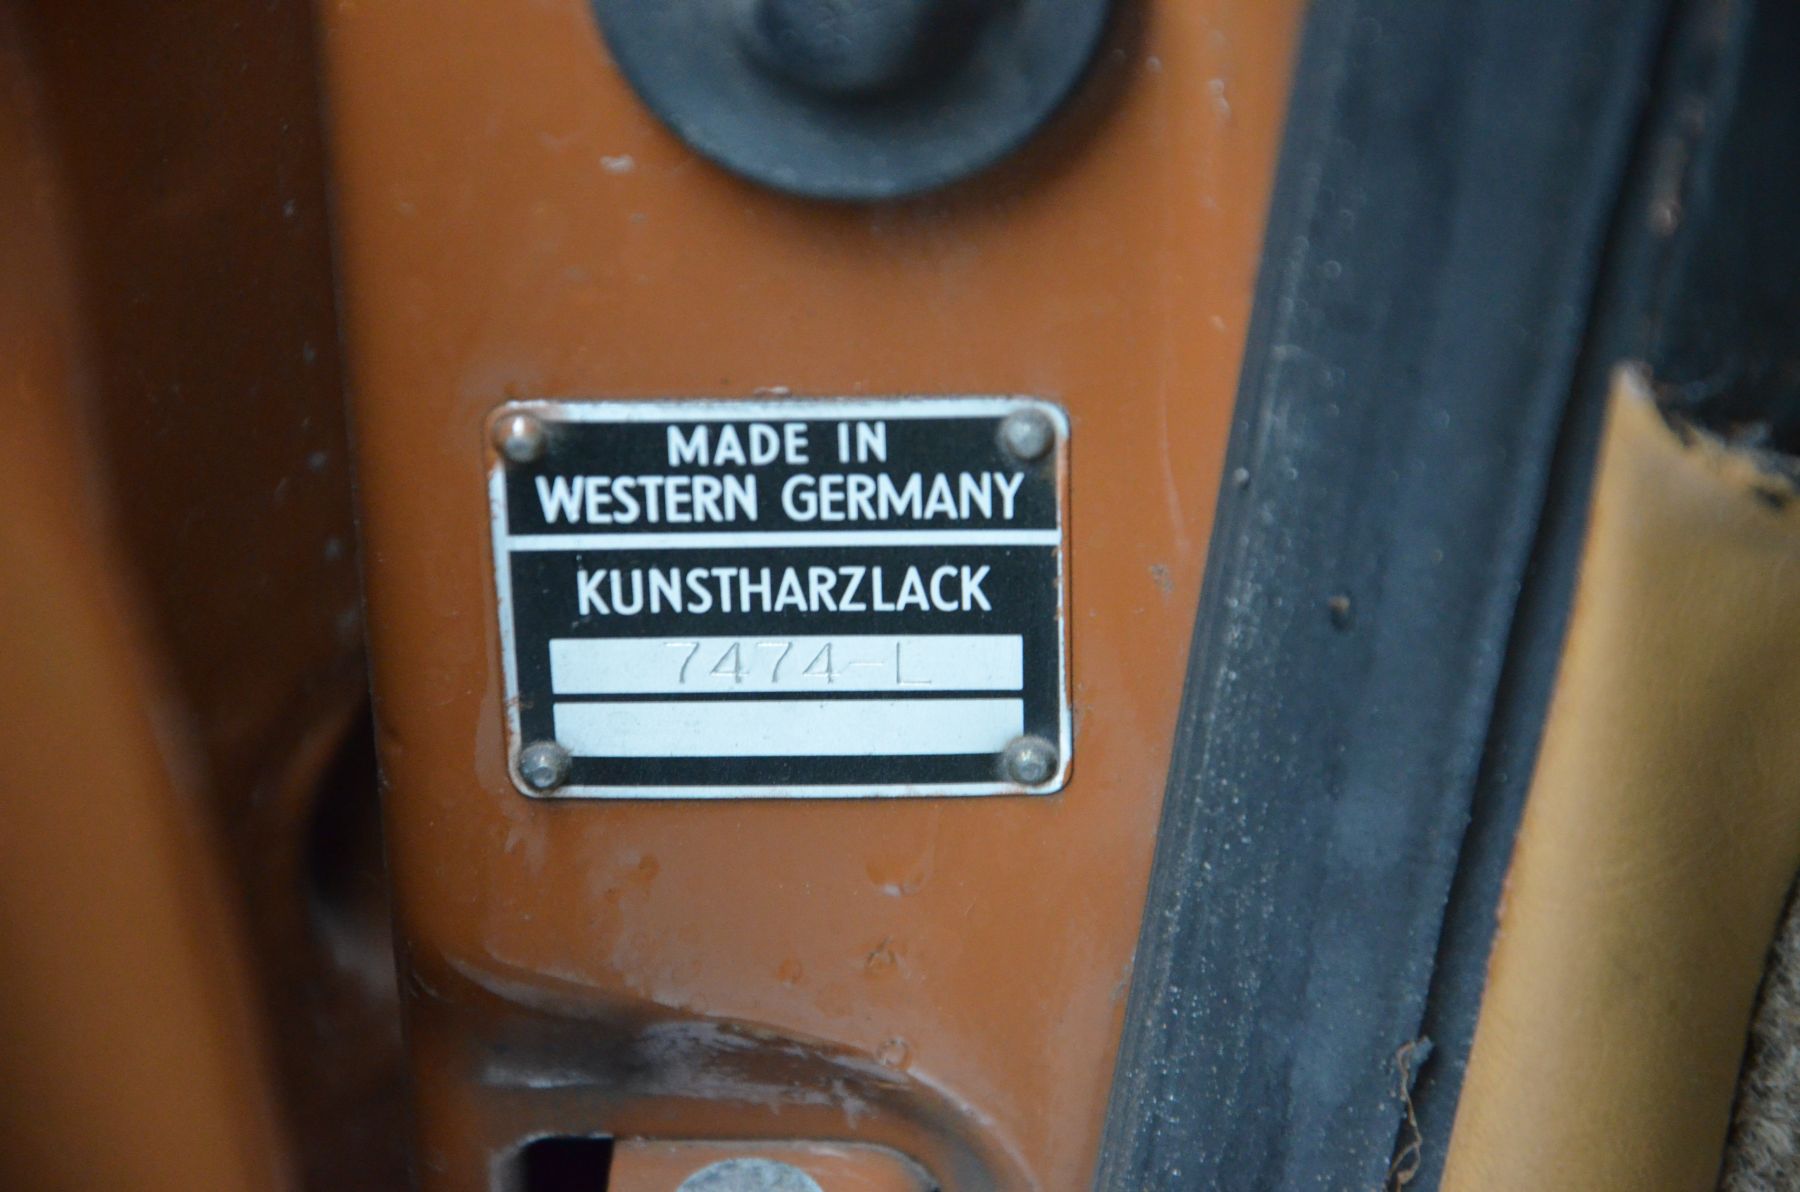 MADE IN
WESTERN GERMANY
KUNSTHARZLACK
7474-L